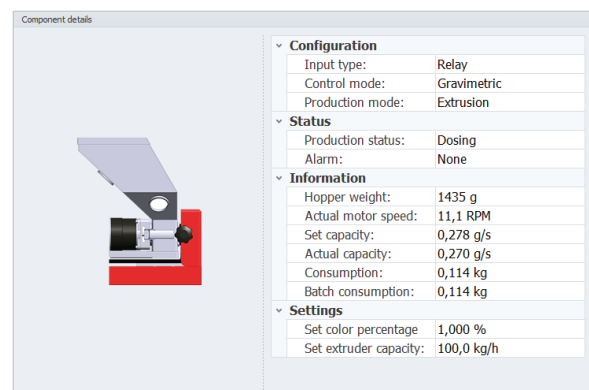 Component details
Configuration
Input type: Relay
Control mode: Gravimetric
Production mode: Extrusion
Status
Production status: Dosing
Alarm: None
Information
Hopper weight: 1435 g
Actual motor speed: 11,1 RPM
Set capacity: 0,278 g/s
Actual capacity: 0,270 g/s
Consumption: 0,114 kg
Batch consumption: 0,114 kg
Settings
Set color percentage 1,000 %
Set extruder capacity: 100,0 kg/h